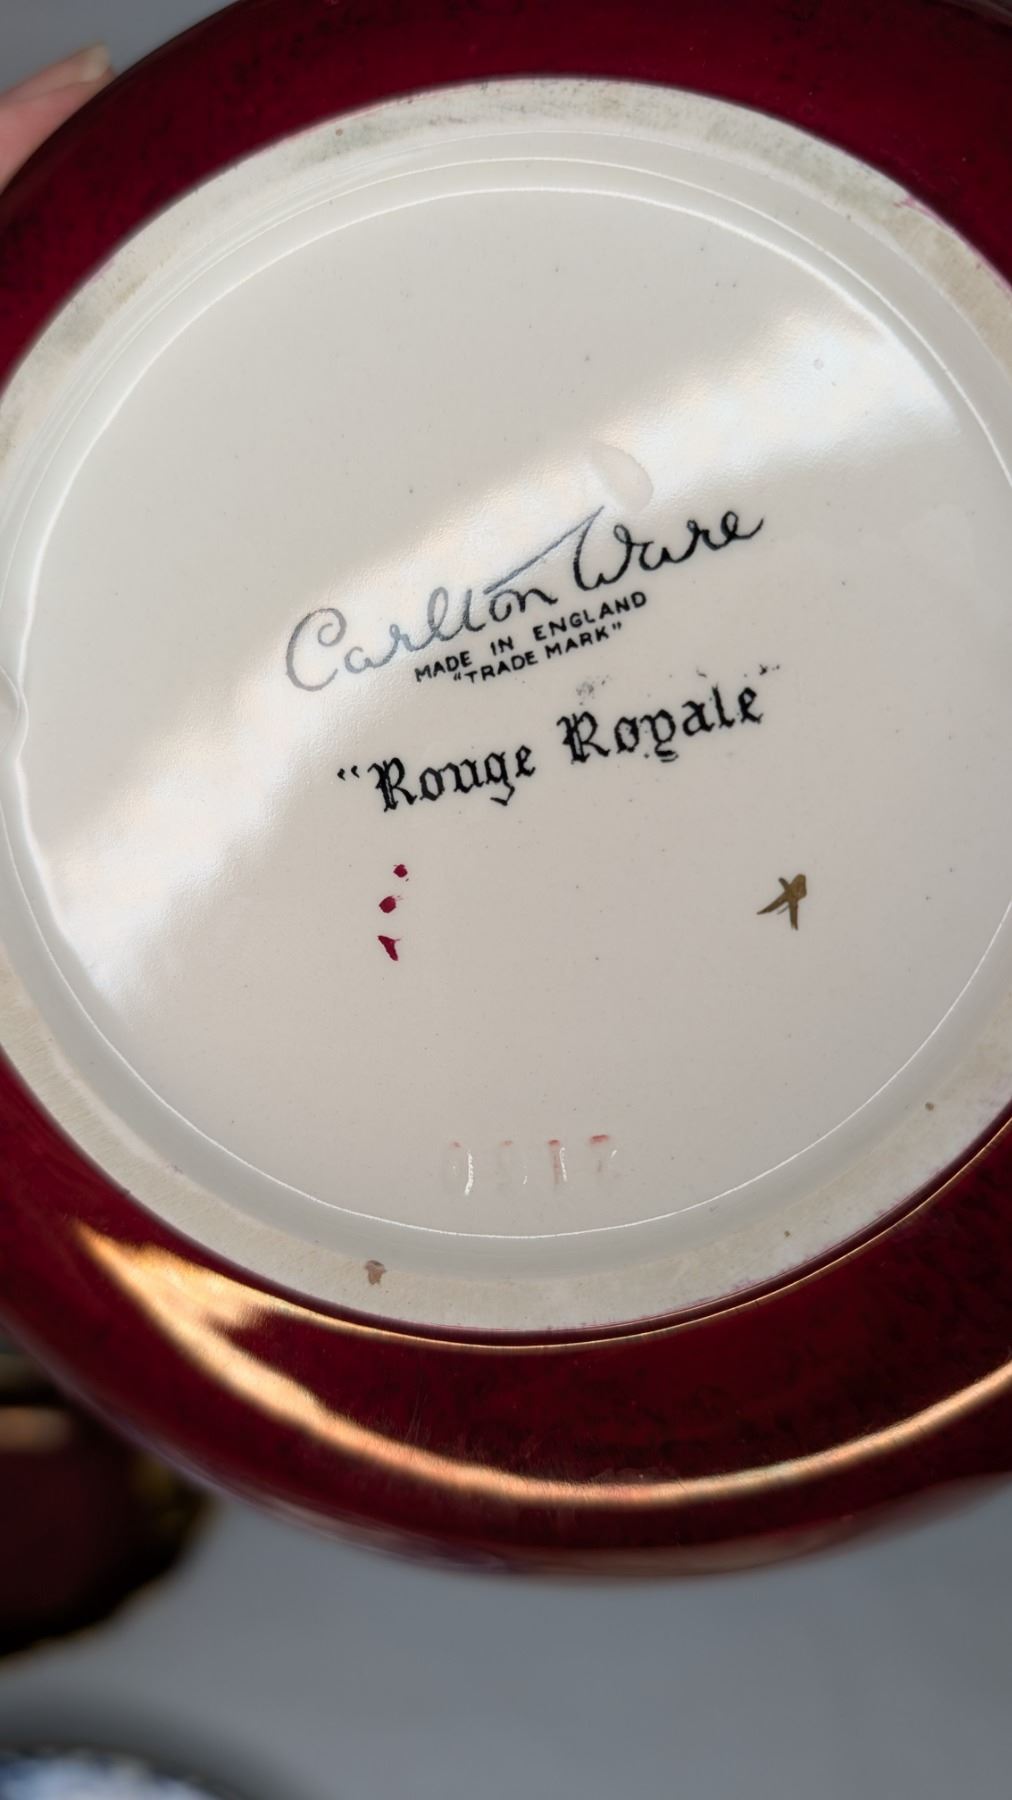 Carlton Ware
MADE IN ENGLAND
"TRADE MARK"
"Rouge Royale"